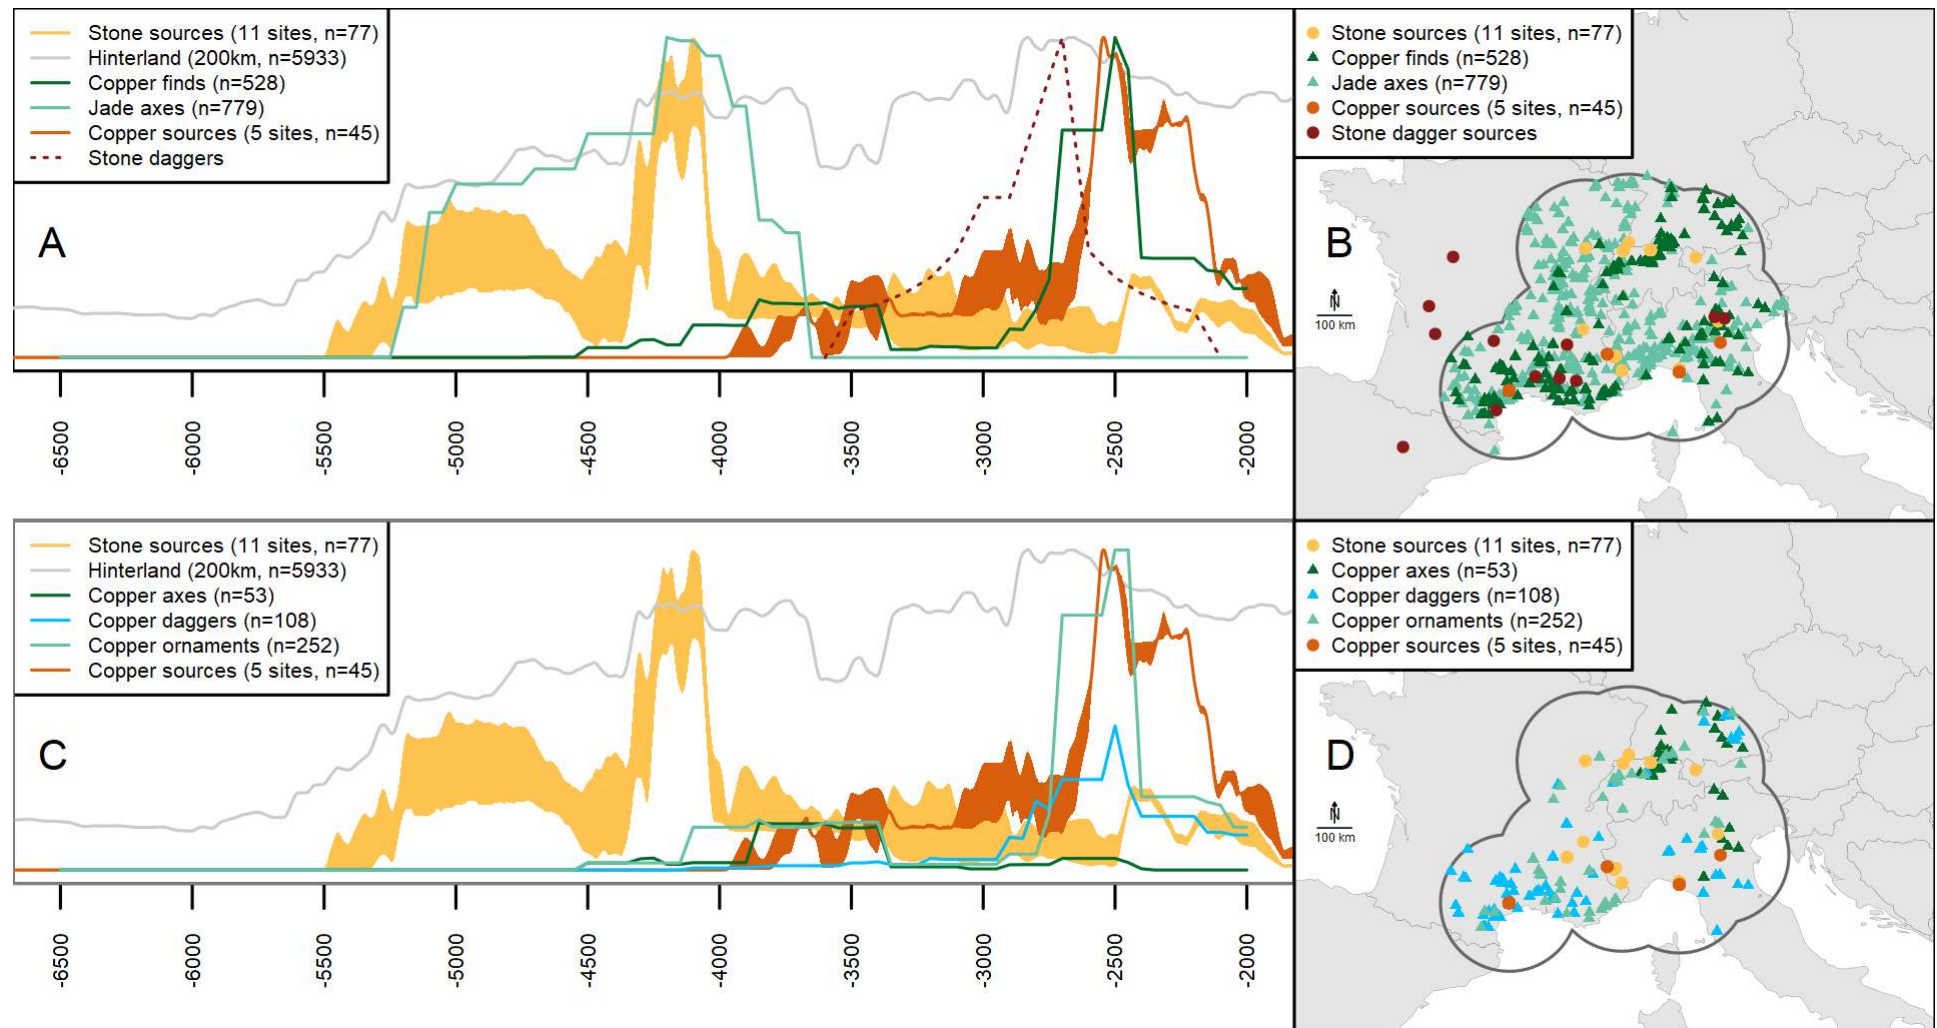 Stone sources (11 sites, n=77)
Hinterland (200km, n=5933)
Copper finds (n=528)
Jade axes (n=779)
Copper sources (5 sites, n=45)
Stone daggers
A
-6500
-6000
-5500
-5000
-4500
-4000
-3500
-3000
-2500
-2000
Stone sources (11 sites, n=77)
Copper finds (n=528)
Jade axes (n=779)
Copper sources (5 sites, n=45)
Stone dagger sources
B
N
100 km
Stone sources (11 sites, n=77)
Hinterland (200km, n=5933)
Copper axes (n=53)
Copper daggers (n=108)
Copper ornaments (n=252)
Copper sources (5 sites, n=45)
C
-6500
-6000
-5500
-5000
-4500
-4000
-3500
-3000
-2500
-2000
Stone sources (11 sites, n=77)
Copper axes (n=53)
Copper daggers (n=108)
Copper ornaments (n=252)
Copper sources (5 sites, n=45)
D
N
100 km